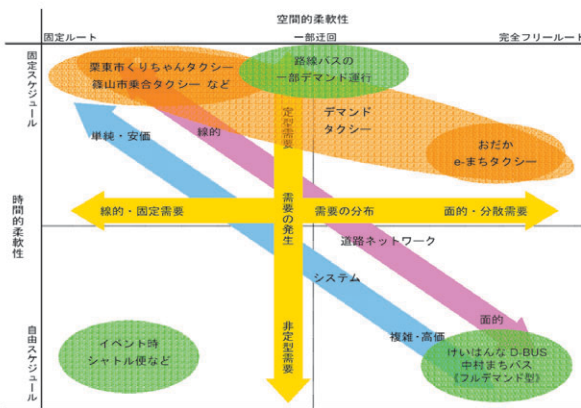 空間的柔軟性
固定ルート
一部迂回
完全フリールート
固定スケジュール
時間的柔軟性
自由スケジュール
栗東市くりちゃんタクシー
篠山市乗合タクシー など
路線バスの
一部デマンド運行
デマンド
タクシー
おだか
e-まちタクシー
単純・安価
線的
定型需要
線的・固定需要
需要の発生
需要の分布
面的・分散需要
道路ネットワーク
システム
面的
複雑・高価
非定型需要
イベント時
シャトル便など
けいはんな D-BUS
中村まちバス
《フルデマンド型》